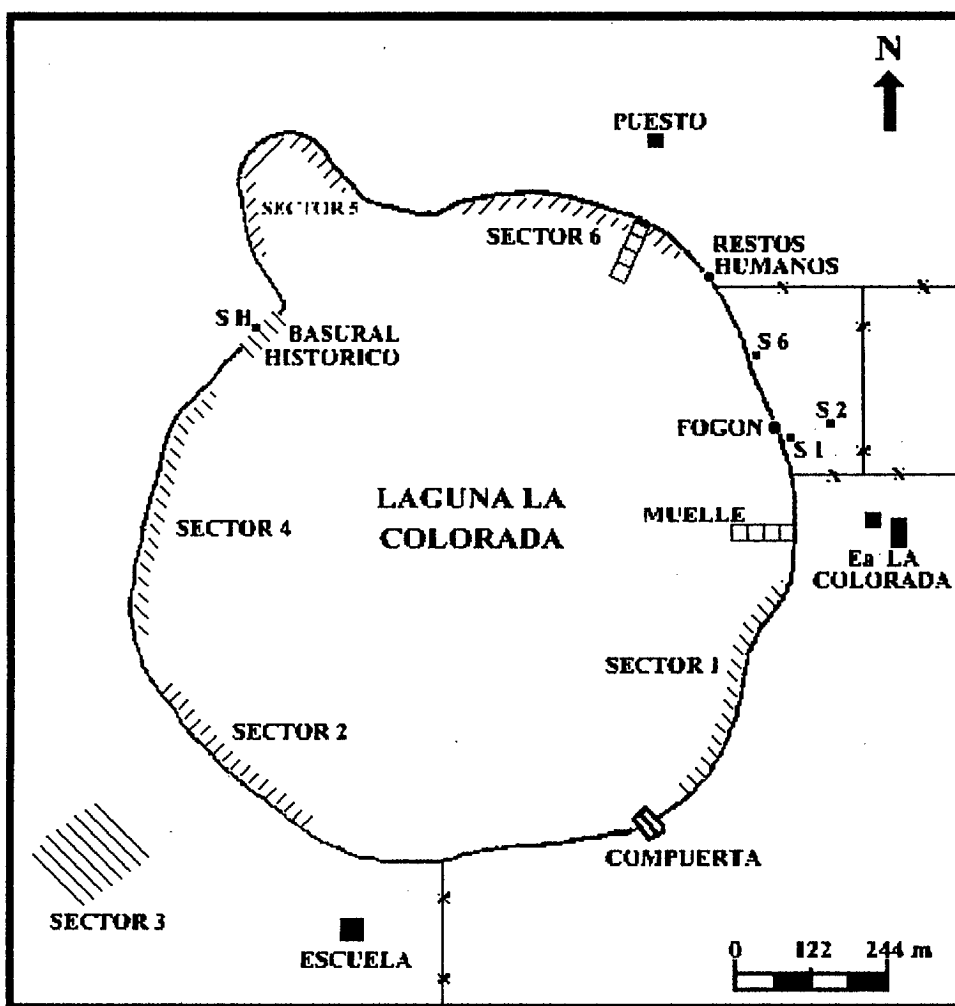 N
PUESTO
SECTOR 5
SECTOR 6
RESTOS
HUMANOS
S H
BASURAL
HISTORICO
S 6
S 2
FOGON
S 1
LAGUNA LA
COLORADA
MUELLE
SECTOR 4
Ea LA
COLORADA
SECTOR 1
SECTOR 2
COMPUERTA
SECTOR 3
ESCUELA
0 122 244 m